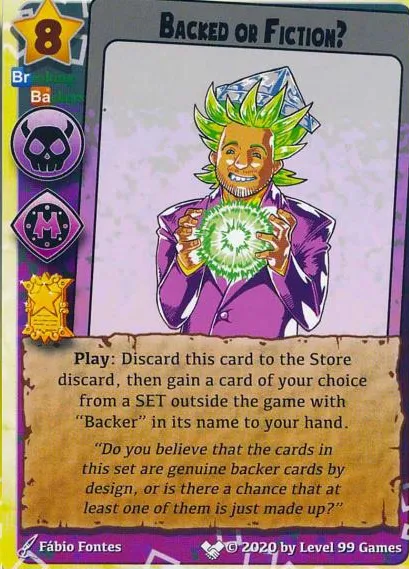 8
BACKED OR FICTION?
Breaking
Ba
M
Play: Discard this card to the Store
discard, then gain a card of your choice
from a SET outside the game with
“Backer” in its name to your hand.
“Do you believe that the cards in
this set are genuine backer cards by
design, or is there a chance that at
least one of them is just made up?”
Fábio Fontes
© 2020 by Level 99 Games